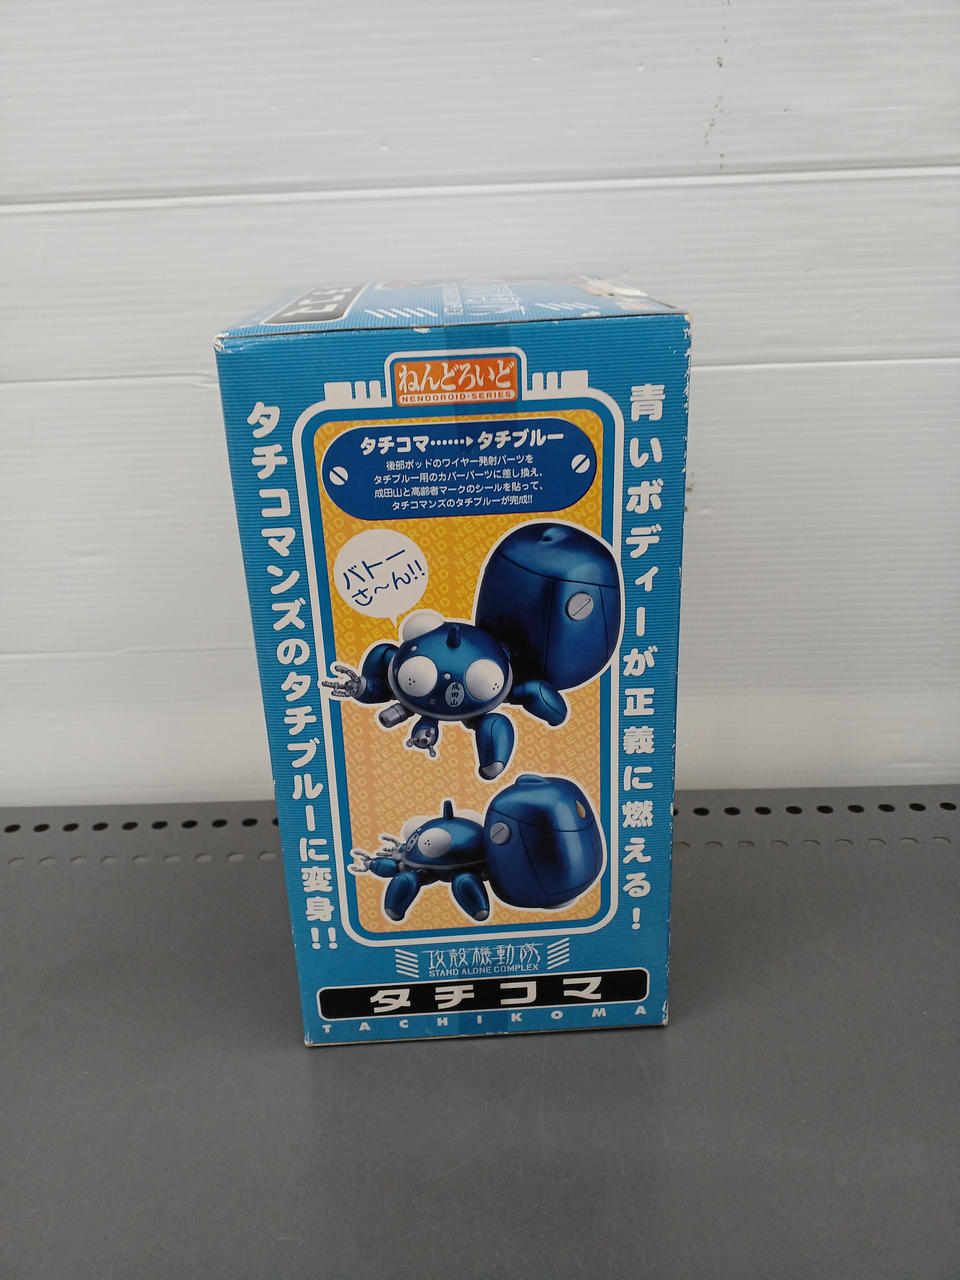 タコマ
ねんどろいど
NENDOROID・SERIES
青いボディーが正義に燃える!
タチコマンズのタチブルーに変身!!
タチコマ……▶タチブルー
後部ポッドのワイヤー発射パーツを
タチブルー用のカバーパーツに差し換え、
成田山と高齢者マークのシールを貼って、
タチコマンズのタチブルーが完成!!
バトー
さ〜ん!!
成田山
攻殻機動隊
STAND ALONE COMPLEX
タチコマ
TACHIKOMA